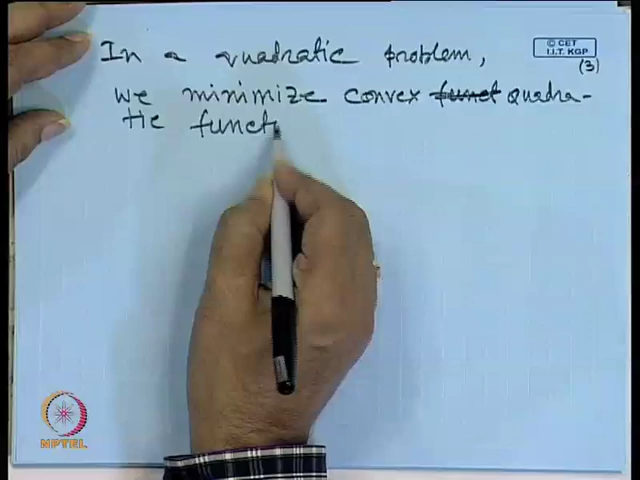 In a quadratic problem,
© CET
I.I.T. KGP
(3)
we minimize convex funct quadra-
tic funct
NPTEL